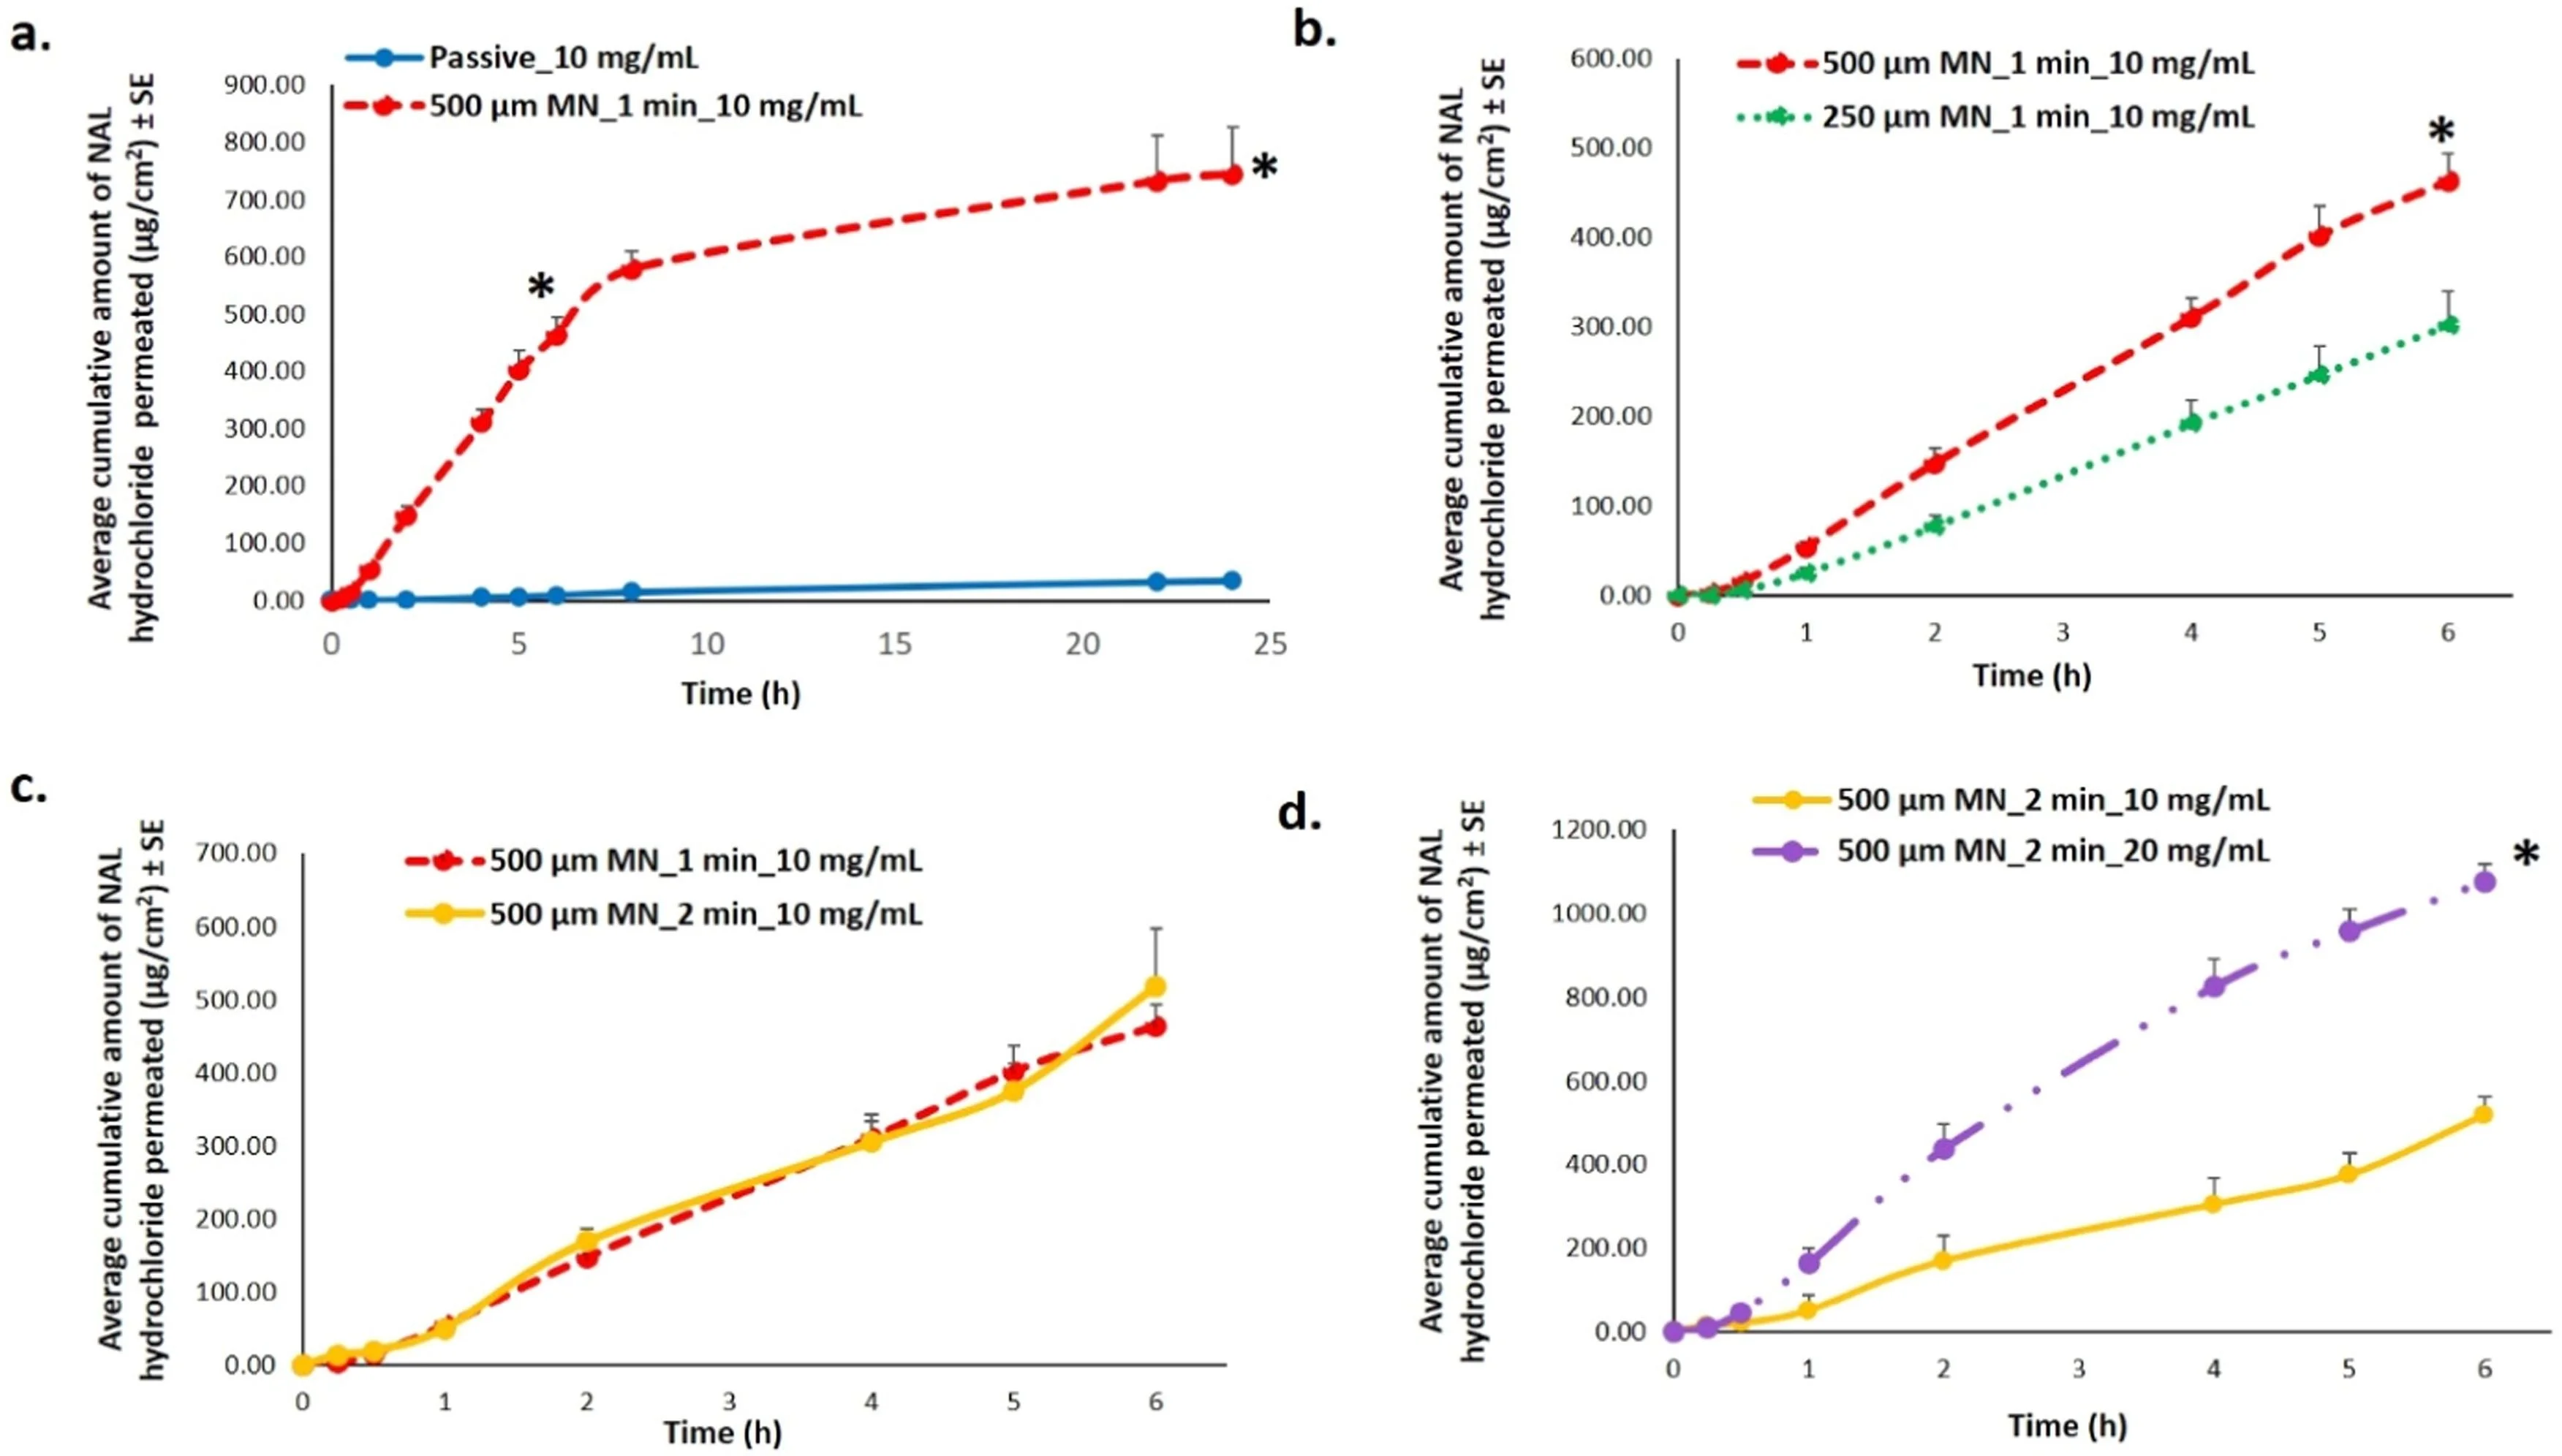 a.
Passive_10 mg/mL
500 µm MN_1 min_10 mg/mL
Average cumulative amount of NAL
hydrochloride permeated (µg/cm²) ± SE
900.00
800.00
700.00
600.00
500.00
400.00
300.00
200.00
100.00
0.00
*
*
0 5 10 15 20 25
Time (h)
b.
500 µm MN_1 min_10 mg/mL
250 µm MN_1 min_10 mg/mL
Average cumulative amount of NAL
hydrochloride permeated (µg/cm²) ± SE
600.00
500.00
400.00
300.00
200.00
100.00
0.00
*
0 1 2 3 4 5 6
Time (h)
c.
500 µm MN_1 min_10 mg/mL
500 µm MN_2 min_10 mg/mL
Average cumulative amount of NAL
hydrochloride permeated (µg/cm²) ± SE
700.00
600.00
500.00
400.00
300.00
200.00
100.00
0.00
0 1 2 3 4 5 6
Time (h)
d.
500 µm MN_2 min_10 mg/mL
500 µm MN_2 min_20 mg/mL
Average cumulative amount of NAL
hydrochloride permeated (µg/cm²) ± SE
1200.00
1000.00
800.00
600.00
400.00
200.00
0.00
*
0 1 2 3 4 5 6
Time (h)